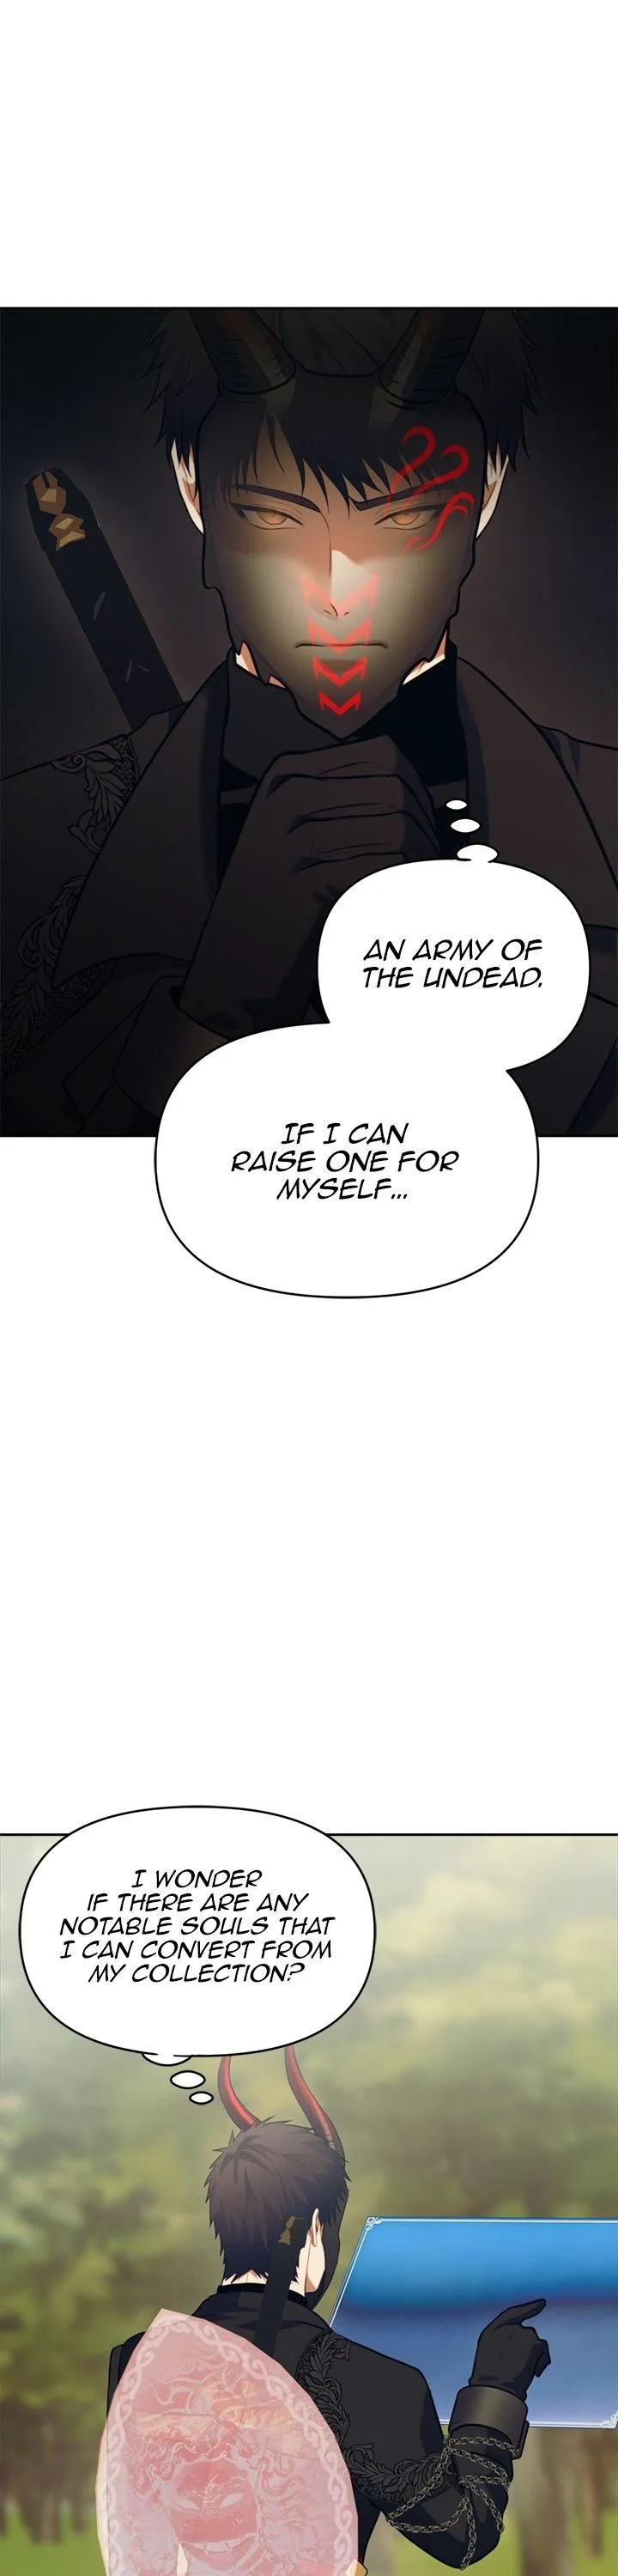 AN ARMY OF
THE UNDEAD.
IF I CAN
RAISE ONE FOR
MYSELF...
I WONDER
IF THERE ARE ANY
NOTABLE SOULS THAT
I CAN CONVERT FROM
MY COLLECTION?